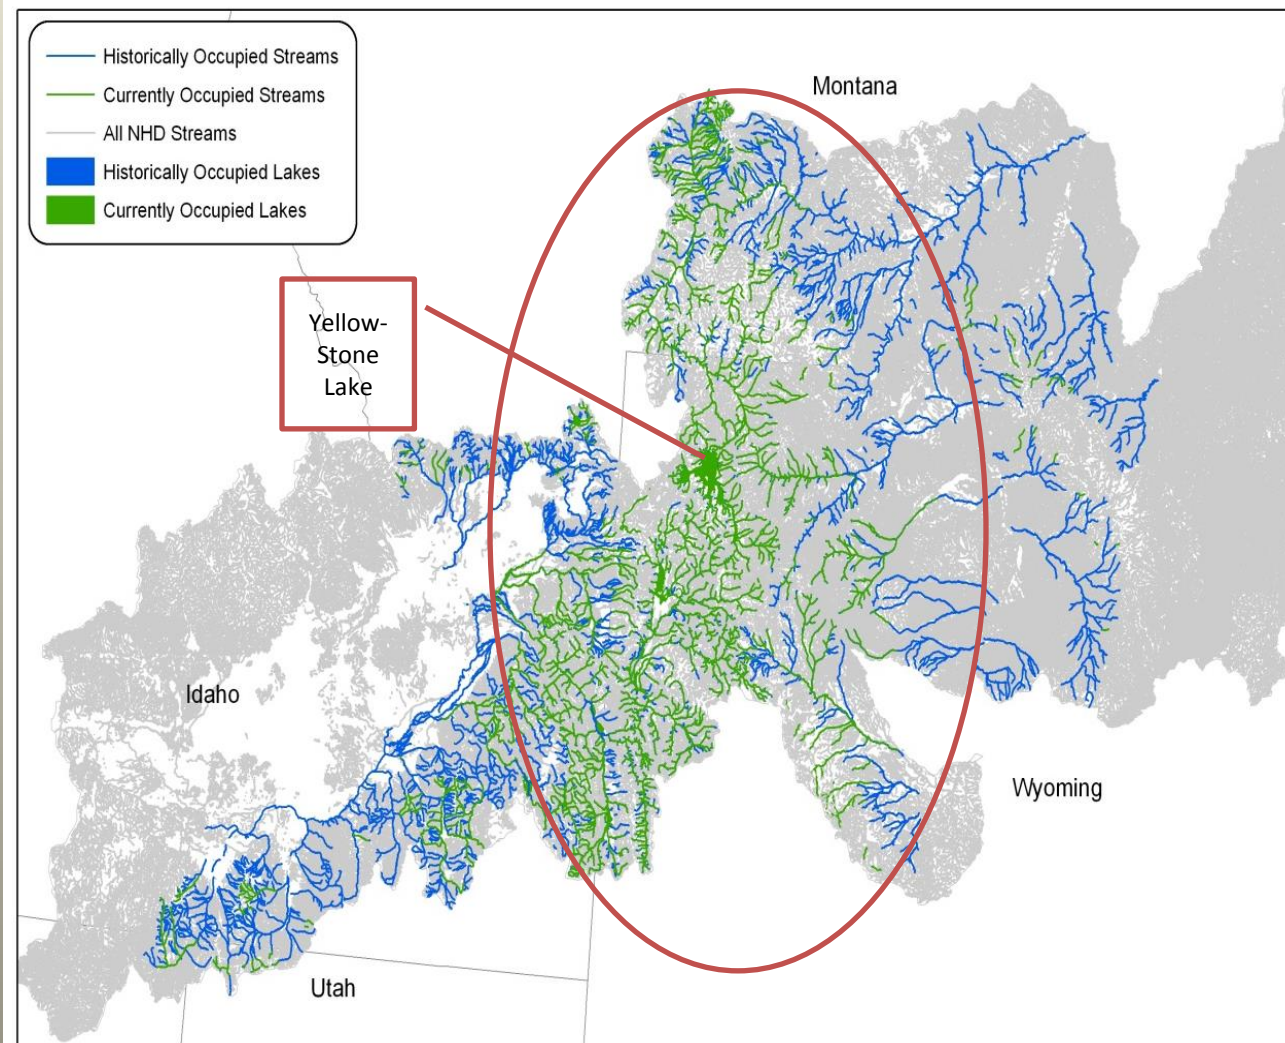 Historically Occupied Streams
Currently Occupied Streams
All NHD Streams
Historically Occupied Lakes
Currently Occupied Lakes
Montana
Yellow-
Stone
Lake
Idaho
Wyoming
Utah